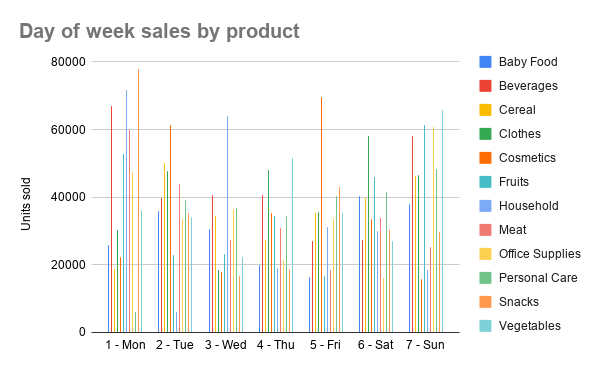 Day of week sales by product
80000
60000
40000
20000
0
Units sold
1 - Mon
2 - Tue
3 - Wed
4 - Thu
5 - Fri
6 - Sat
7 - Sun
Baby Food
Beverages
Cereal
Clothes
Cosmetics
Fruits
Household
Meat
Office Supplies
Personal Care
Snacks
Vegetables